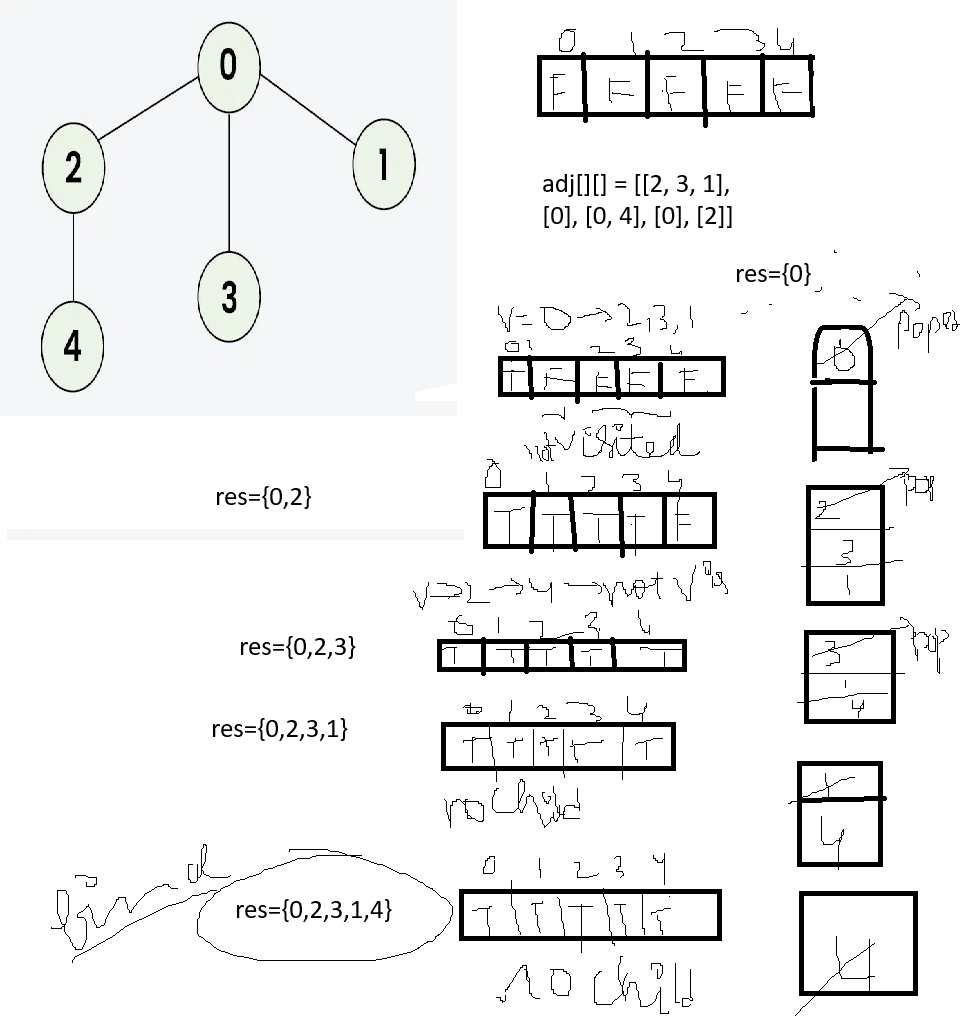 0
2
1
3
4
0 1 2 3 4
F F F F F
adj[][] = [[2, 3, 1],
[0], [0, 4], [0], [2]]
res={0}
V=0→2,3,1
0 1 2 3 4
T F F F F
not visited
0
popped
res={0,2}
0 1 2 3 4
T T T T F
2
3
1
pop
V→2→4→not
res={0,2,3}
0 1 2 3 4
T T T T T
3
1
4
pop
res={0,2,3,1}
0 1 2 3 4
T T T T T
no child
1
4
Final
res={0,2,3,1,4}
0 1 2 3 4
T T T T T
no child
4